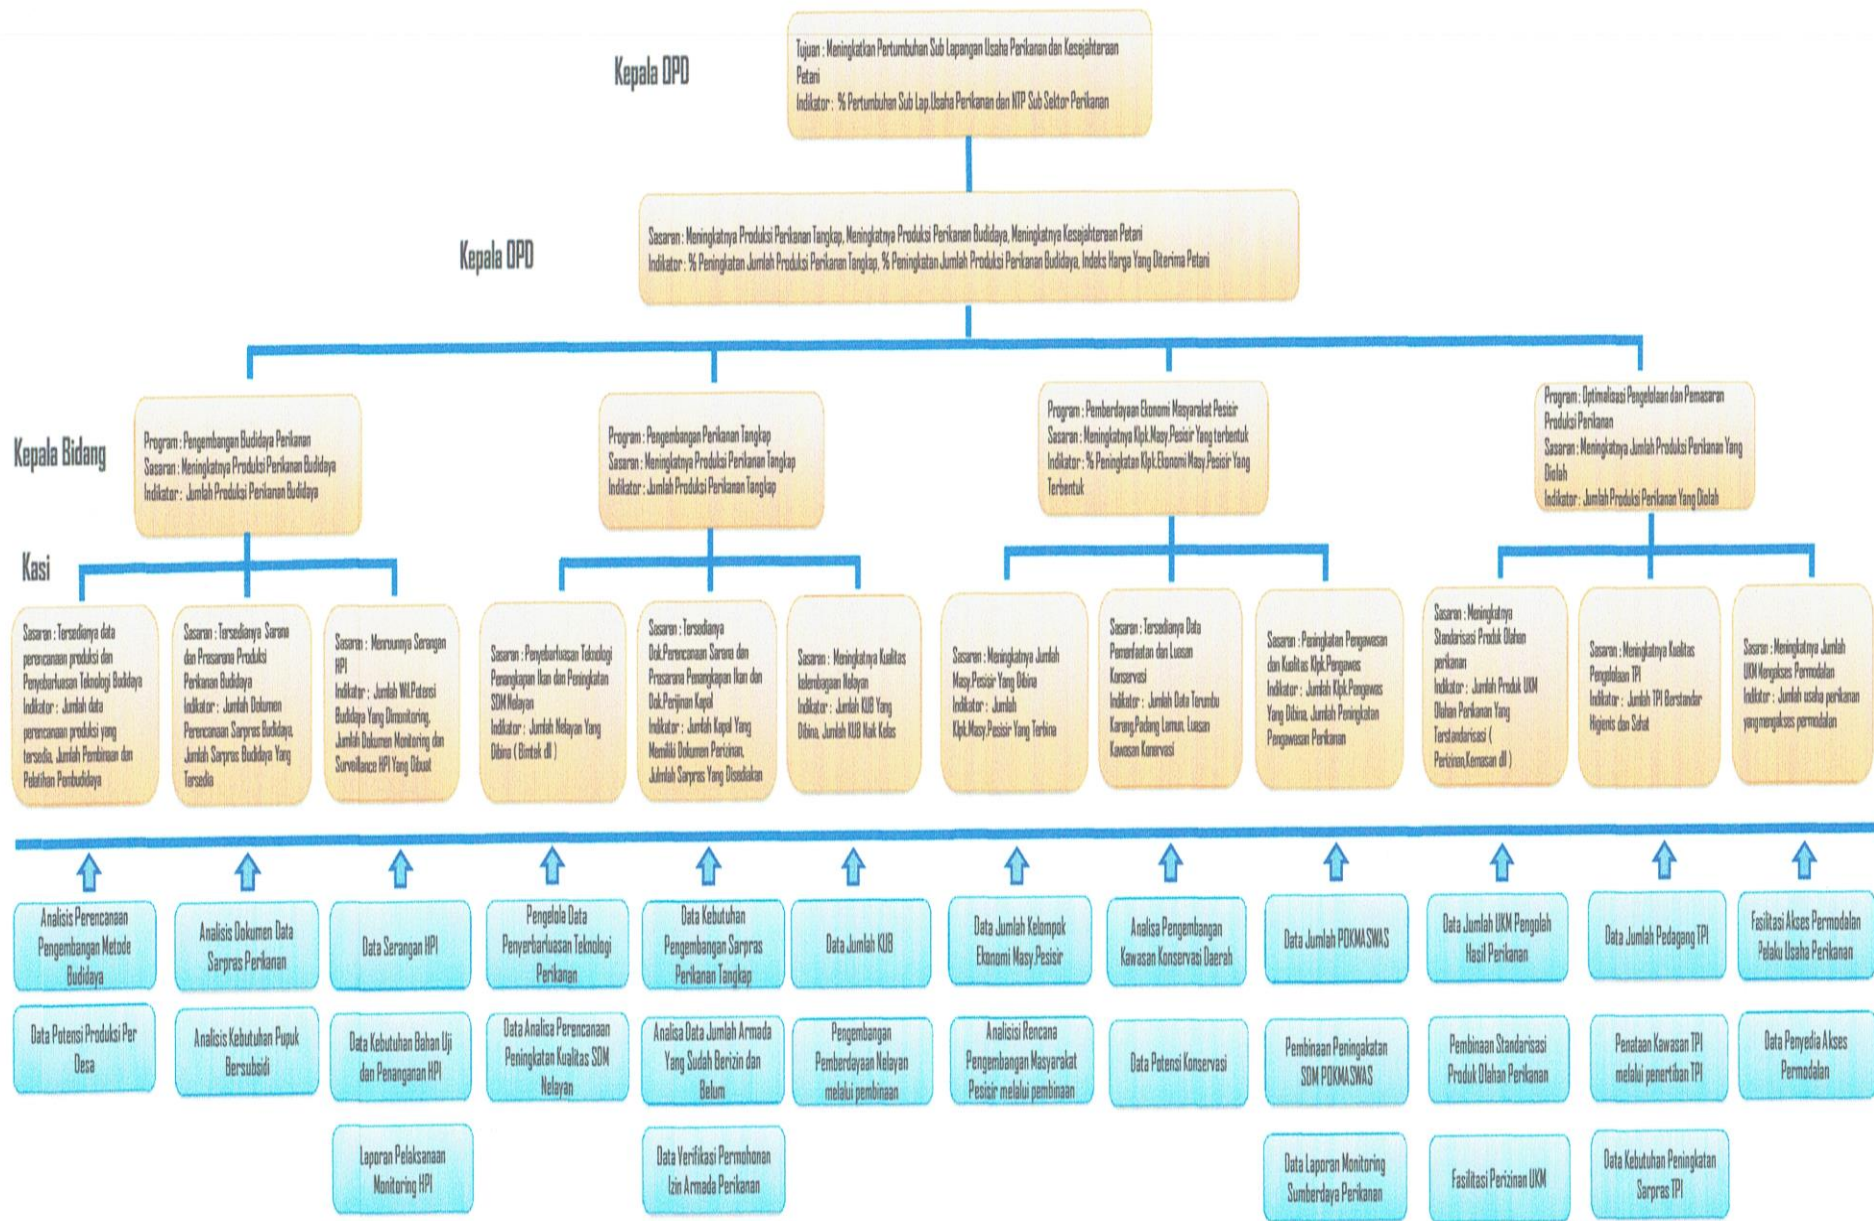 Kepala OPD
Tujuan : Meningkatkan Pertumbuhan Sub Lapangan Usaha Perikanan dan Kesejahteraan
Petani
Indikator : % Pertumbuhan Sub Lap.Usaha Perikanan dan NTP Sub Sektor Perikanan
Kepala OPD
Sasaran : Meningkatnya Produksi Perikanan Tangkap, Meningkatnya Produksi Perikanan Budidaya, Meningkatnya Kesejahteraan Petani
Indikator : % Peningkatan Jumlah Produksi Perikanan Tangkap, % Peningkatan Jumlah Produksi Perikanan Budidaya, Indeks Harga Yang Diterima Petani
Kepala Bidang
Program : Pengembangan Budidaya Perikanan
Sasaran : Meningkatnya Produksi Perikanan Budidaya
Indikator : Jumlah Produksi Perikanan Budidaya
Program : Pengembangan Perikanan Tangkap
Sasaran : Meningkatnya Produksi Perikanan Tangkap
Indikator : Jumlah Produksi Perikanan Tangkap
Program : Pemberdayaan Ekonomi Masyarakat Pesisir
Sasaran : Meningkatnya Klpk.Masy.Pesisir Yang terbentuk
Indikator : % Peningkatan Klpk.Ekonomi Masy.Pesisir Yang
Terbentuk
Program : Optimalisasi Pengelolaan dan Pemasaran
Produksi Perikanan
Sasaran : Meningkatnya Jumlah Produksi Perikanan Yang
Diolah
Indikator : Jumlah Produksi Perikanan Yang Diolah
Kasi
Sasaran : Tersedianya data
perencanaan produksi dan
Penyebarluasan Teknologi Budidaya
Indikator : Jumlah data
perencanaan produksi yang
tersedia, Jumlah Pembinaan dan
Pelatihan Pembudidaya
Sasaran : Tersedianya Sarana
dan Prasarana Produksi
Perikanan Budidaya
Indikator : Jumlah Dokumen
Perencanaan Sarpras Budidaya,
Jumlah Sarpras Budidaya Yang
Tersedia
Sasaran : Menrounnya Serangan
HPI
Indikator : Jumlah Wil.Potensi
Budidaya Yang Dimonitoring,
Jumlah Dokumen Monitoring dan
Surveillance HPI Yang Dibuat
Sasaran : Penyebarluasan Teknologi
Penangkapan Ikan dan Peningkatan
SDM Nelayan
Indikator : Jumlah Nelayan Yang
Dibina ( Bimtek dll )
Sasaran : Tersedianya
Dok.Perencanaan Sarana dan
Prasarana Penangkapan Ikan dan
Dok.Perijinan Kapal
Indikator : Jumlah Kapal Yang
Memiliki Dokumen Perizinan,
Julmlah Sarpras Yang Disediakan
Sasaran : Meningkatnya Kualitas
kelembagaan Nelayan
Indikator : Jumlah KUB Yang
Dibina, Jumlah KUB Naik Kelas
Sasaran : Meningkatnya Jumlah
Masy.Pesisir Yang Dibina
Indikator : Jumlah
Klpk.Masy.Pesisir Yang Terbina
Sasaran : Tersedianya Data
Pemanfaatan dan Luasan
Konservasi
Indikator : Jumlah Data Terumbu
Karang,Padang Lamun, Luasan
Kawasan Konervasi
Sasaran : Peningkatan Pengawasan
dan Kualitas Klpk.Pengawas
Indikator : Jumlah Klpk.Pengawas
Yang Dibina, Jumlah Peningkatan
Pengawasan Perikanan
Sasaran : Meningkatnya
Standarisasi Produk Olahan
perikanan
Indikator : Jumlah Produk UKM
Olahan Perikanan Yang
Terstandarisasi (
Perizinan,Kemasan dll )
Sasaran : Meningkatnya Kualitas
Pengelolaan TPI
Indikator : Jumlah TPI Berstandar
Higienis dan Sehat
Sasaran : Meningkatnya Jumlah
UKM Mengakses Permodalan
Indikator : Jumlah usaha perikanan
yang mengakses permodalan
Analisis Perencanaan
Pengembangan Metode
Budidaya
Analisis Dokumen Data
Sarpras Perikanan
Data Serangan HPI
Pengelola Data
Penyerbarluasan Teknologi
Perikanan
Data Kebutuhan
Pengembangan Sarpras
Perikanan Tangkap
Data Jumlah KUB
Data Jumlah Kelompok
Ekonomi Masy.Pesisir
Analisa Pengembangan
Kawasan Konservasi Daerah
Data Jumlah POKMASWAS
Data Jumlah UKM Pengolah
Hasil Perikanan
Data Jumlah Pedagang TPI
Fasilitasi Akses Permodalan
Pelaku Usaha Perikanan
Data Potensi Produksi Per
Desa
Analisis Kebutuhan Pupuk
Bersubsidi
Data Kebutuhan Bahan Uji
dan Penanganan HPI
Data Analisa Perencanaan
Peningkatan Kualitas SDM
Nelayan
Analisa Data Jumlah Armada
Yang Sudah Berizin dan
Belum
Pengembangan
Pemberdayaan Nelayan
melalui pembinaan
Analisisi Rencana
Pengembangan Masyarakat
Pesisir melalui pembinaan
Data Potensi Konservasi
Pembinaan Peningakatan
SDM POKMASWAS
Pembinaan Standarisasi
Produk Olahan Perikanan
Penataan Kawasan TPI
melalui penertiban TPI
Data Penyedia Akses
Permodalan
Laporan Pelaksanaan
Monitoring HPI
Data Verifikasi Permohonan
Izin Armada Perikanan
Data Laporan Monitoring
Sumberdaya Perikanan
Fasilitasi Perizinan UKM
Data Kebutuhan Peningkatan
Sarpras TPI